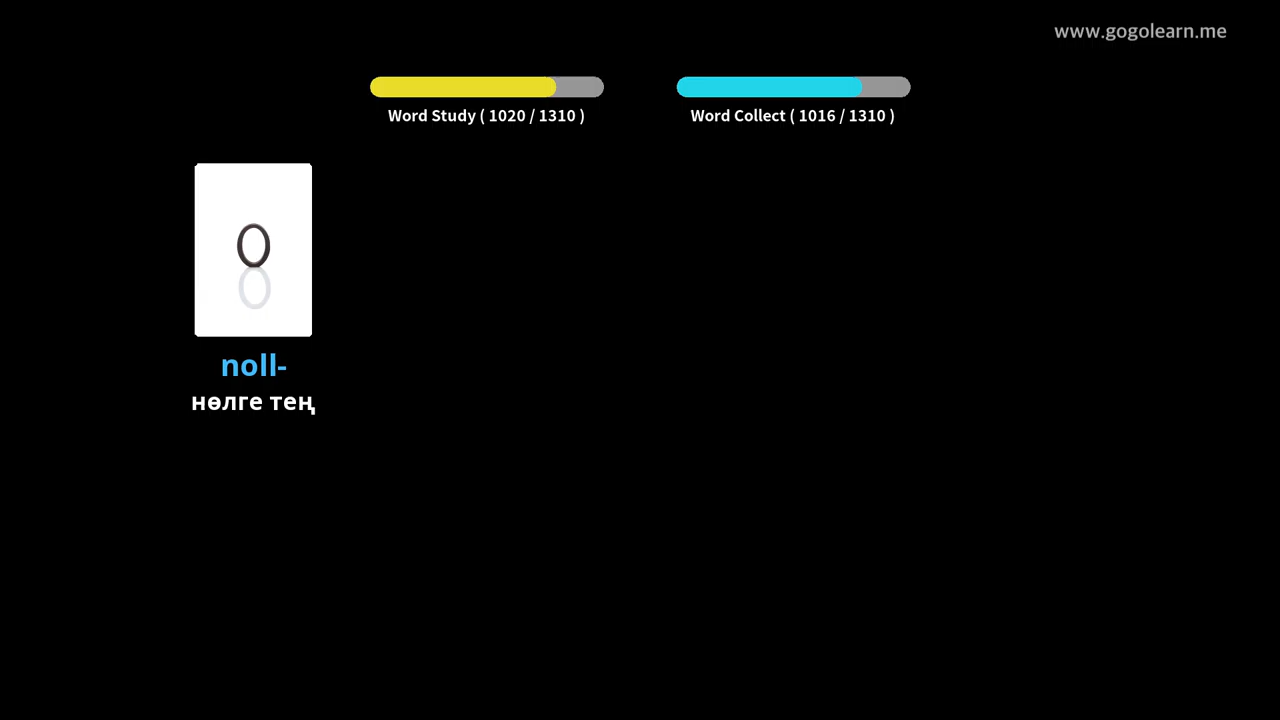 www.gogolearn.me
Word Study ( 1020 / 1310 )
Word Collect ( 1016 / 1310 )
0
noll-
нөлге тең